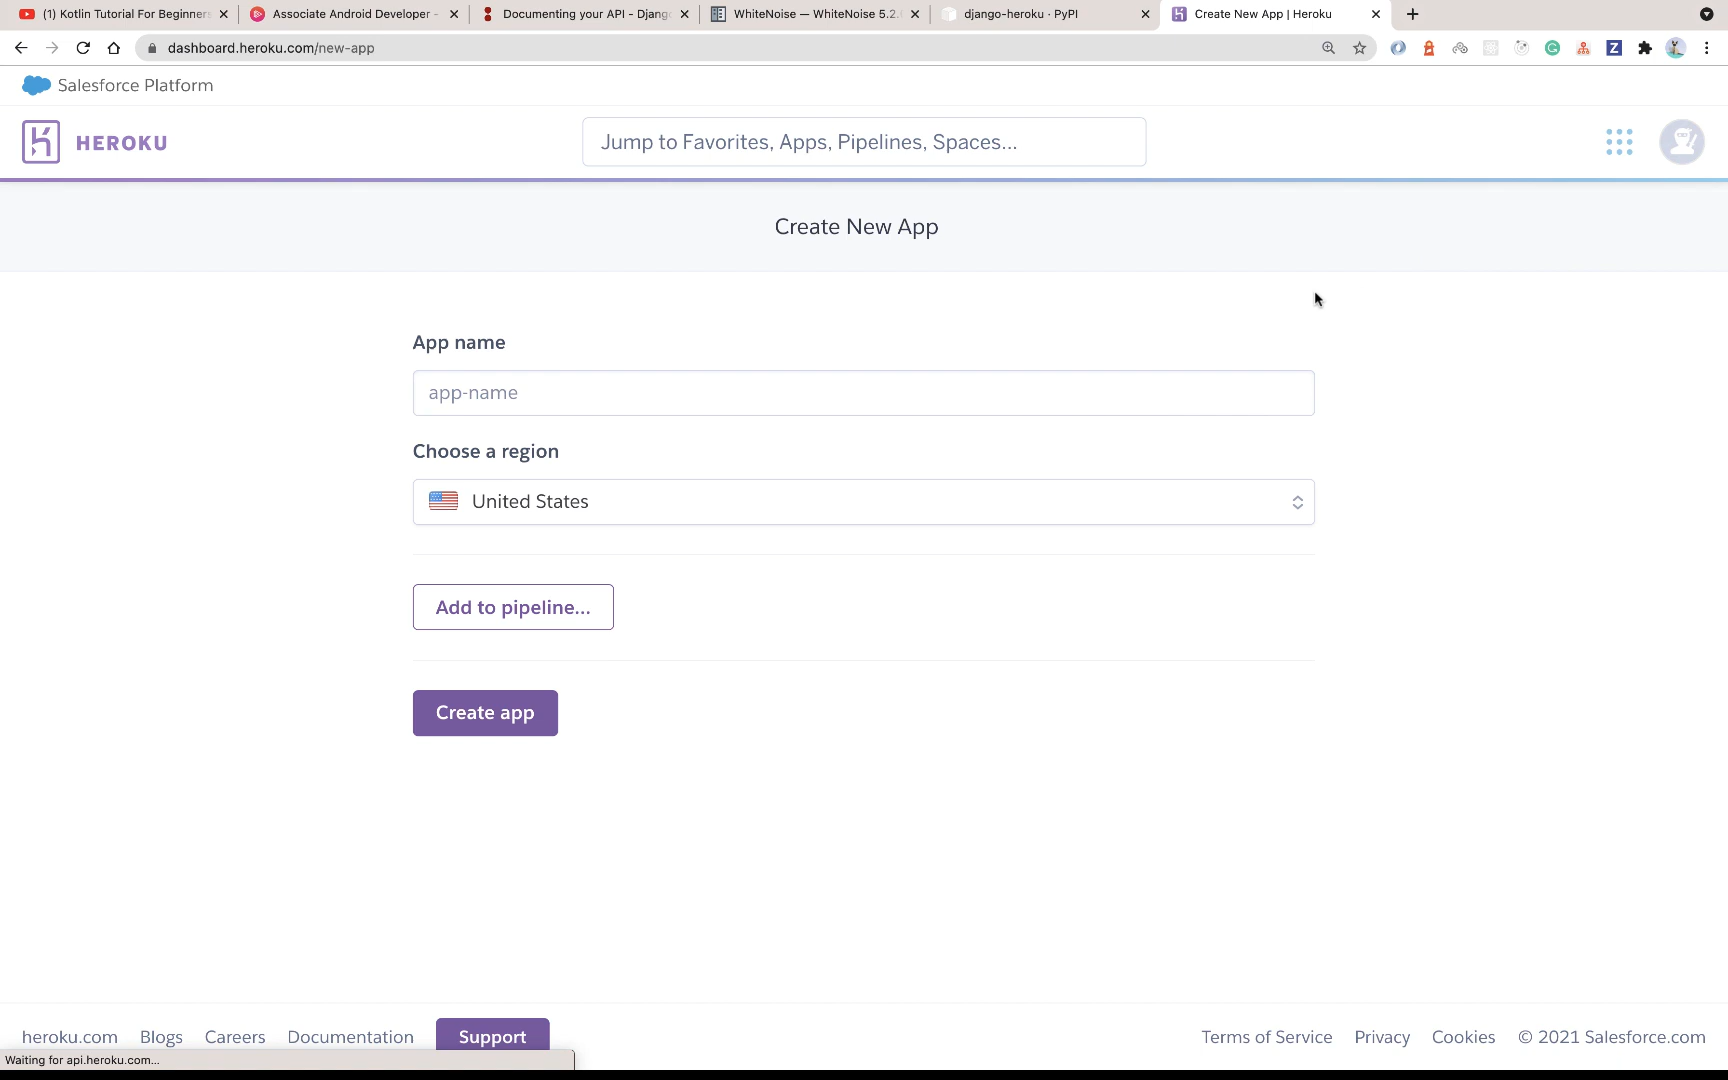 (1) Kotlin Tutorial For Beginners
Associate Android Developer -
Documenting your API - Djang
WhiteNoise — WhiteNoise 5.2.
django-heroku · PyPI
Create New App | Heroku
dashboard.heroku.com/new-app
Salesforce Platform
HEROKU
Jump to Favorites, Apps, Pipelines, Spaces...
Create New App
App name
app-name
Choose a region
United States
Add to pipeline...
Create app
heroku.com Blogs Careers Documentation Support
Terms of Service Privacy Cookies © 2021 Salesforce.com
Waiting for api.heroku.com...